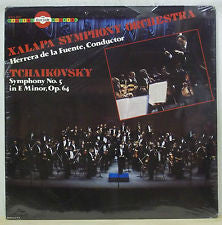 XALAPA SYMPHONY ORCHESTRA
Herrera de la Fuente, Conductor
TCHAIKOVSKY
Symphony No. 5
in E Minor, Op. 64